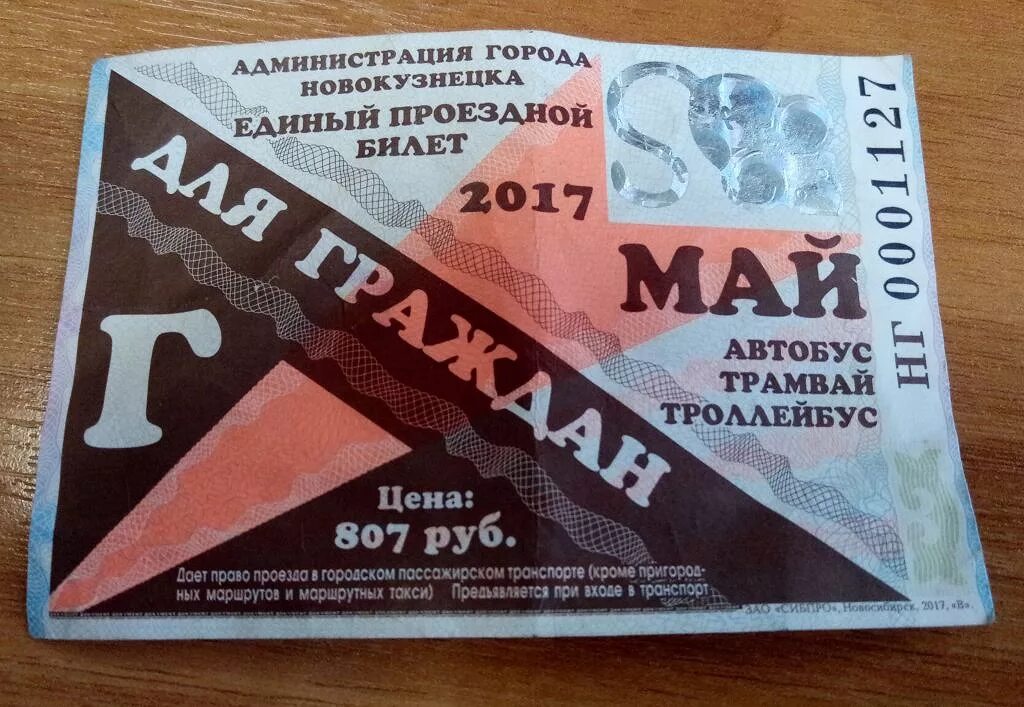 АДМИНИСТРАЦИЯ ГОРОДА
НОВОКУЗНЕЦКА
ЕДИНЫЙ ПРОЕЗДНОЙ
БИЛЕТ
2017
МАЙ
АВТОБУС
ТРАМВАЙ
ТРОЛЛЕЙБУС
НГ 0001127
ДЛЯ ГРАЖДАН
Г
Цена:
807 руб.
Дает право проезда в городском пассажирском транспорте (кроме пригород-
ных маршрутов и маршрутных такси) Предъявляется при входе в транспорт
ЗАО «СИБПРО», Новосибирск, 2017, «В».